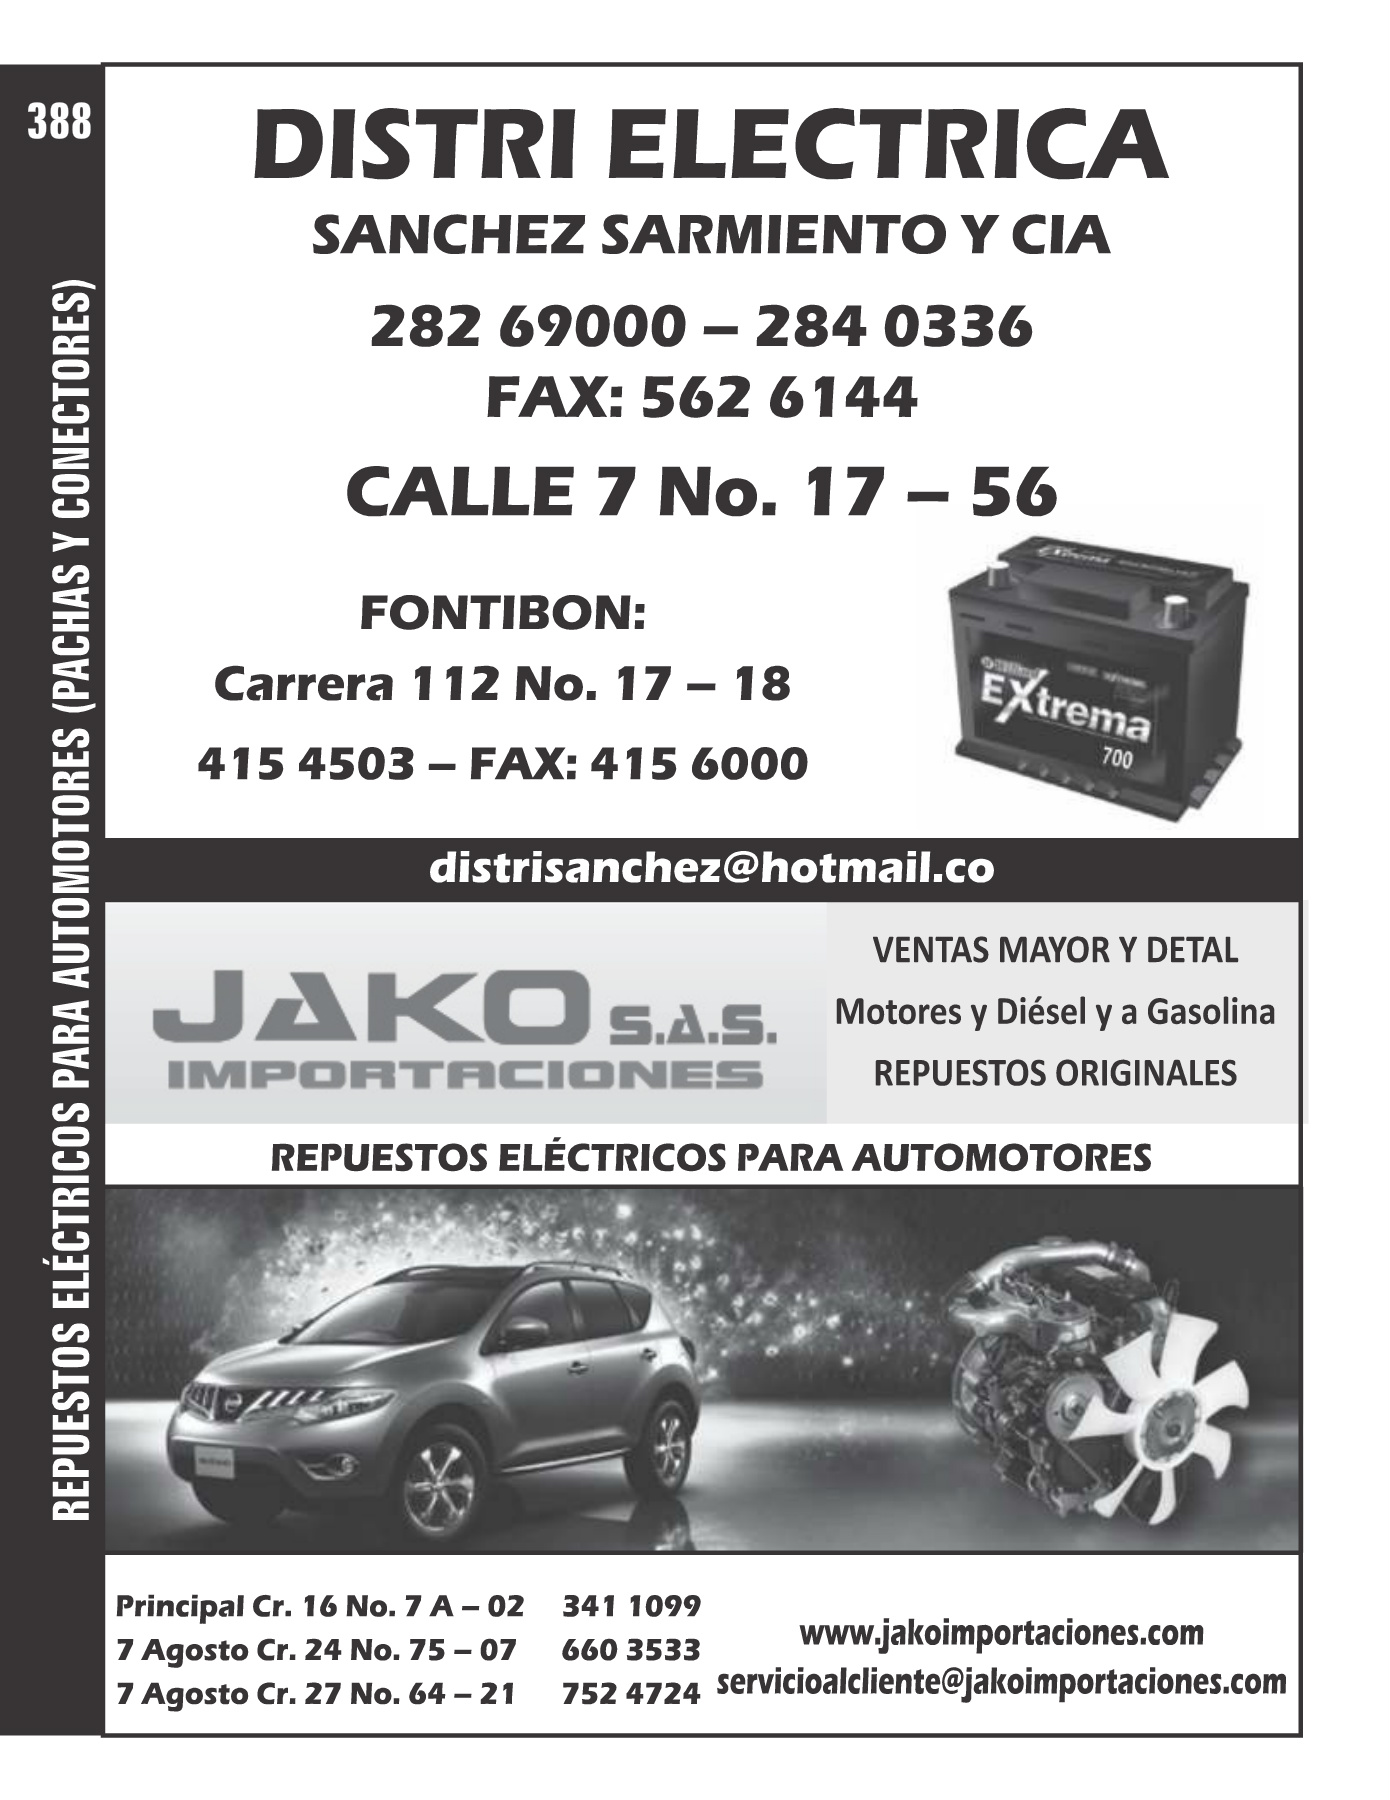 388
REPUESTOS ELÉCTRICOS PARA AUTOMOTORES (PACHAS Y CONECTORES)
DISTRI ELECTRICA
SANCHEZ SARMIENTO Y CIA
282 69000 – 284 0336
FAX: 562 6144
CALLE 7 No. 17 – 56
FONTIBON:
Carrera 112 No. 17 – 18
415 4503 – FAX: 415 6000
EXtrema
EXtrema
700
distrisanchez@hotmail.co
JAKO S.A.S.
IMPORTACIONES
VENTAS MAYOR Y DETAL
Motores y Diésel y a Gasolina
REPUESTOS ORIGINALES
REPUESTOS ELÉCTRICOS PARA AUTOMOTORES
Principal Cr. 16 No. 7 A – 02 341 1099
7 Agosto Cr. 24 No. 75 – 07 660 3533
7 Agosto Cr. 27 No. 64 – 21 752 4724
www.jakoimportaciones.com
servicioalcliente@jakoimportaciones.com